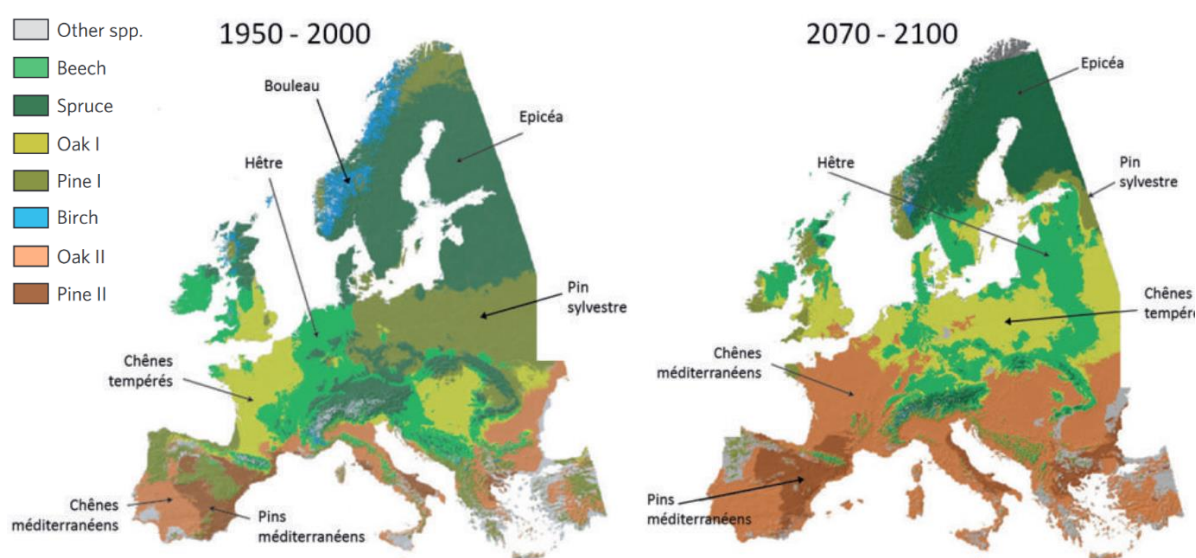 Other spp.
Beech
Spruce
Oak I
Pine I
Birch
Oak II
Pine II
1950 - 2000
Bouleau
Epicéa
Hêtre
Pin
sylvestre
Chênes
tempérés
Chênes
méditerranéens
Pins
méditerranéens
2070 - 2100
Epicéa
Hêtre
Pin
sylvestre
Chênes
tempér
Chênes
méditerranéens
Pins
méditerranéens